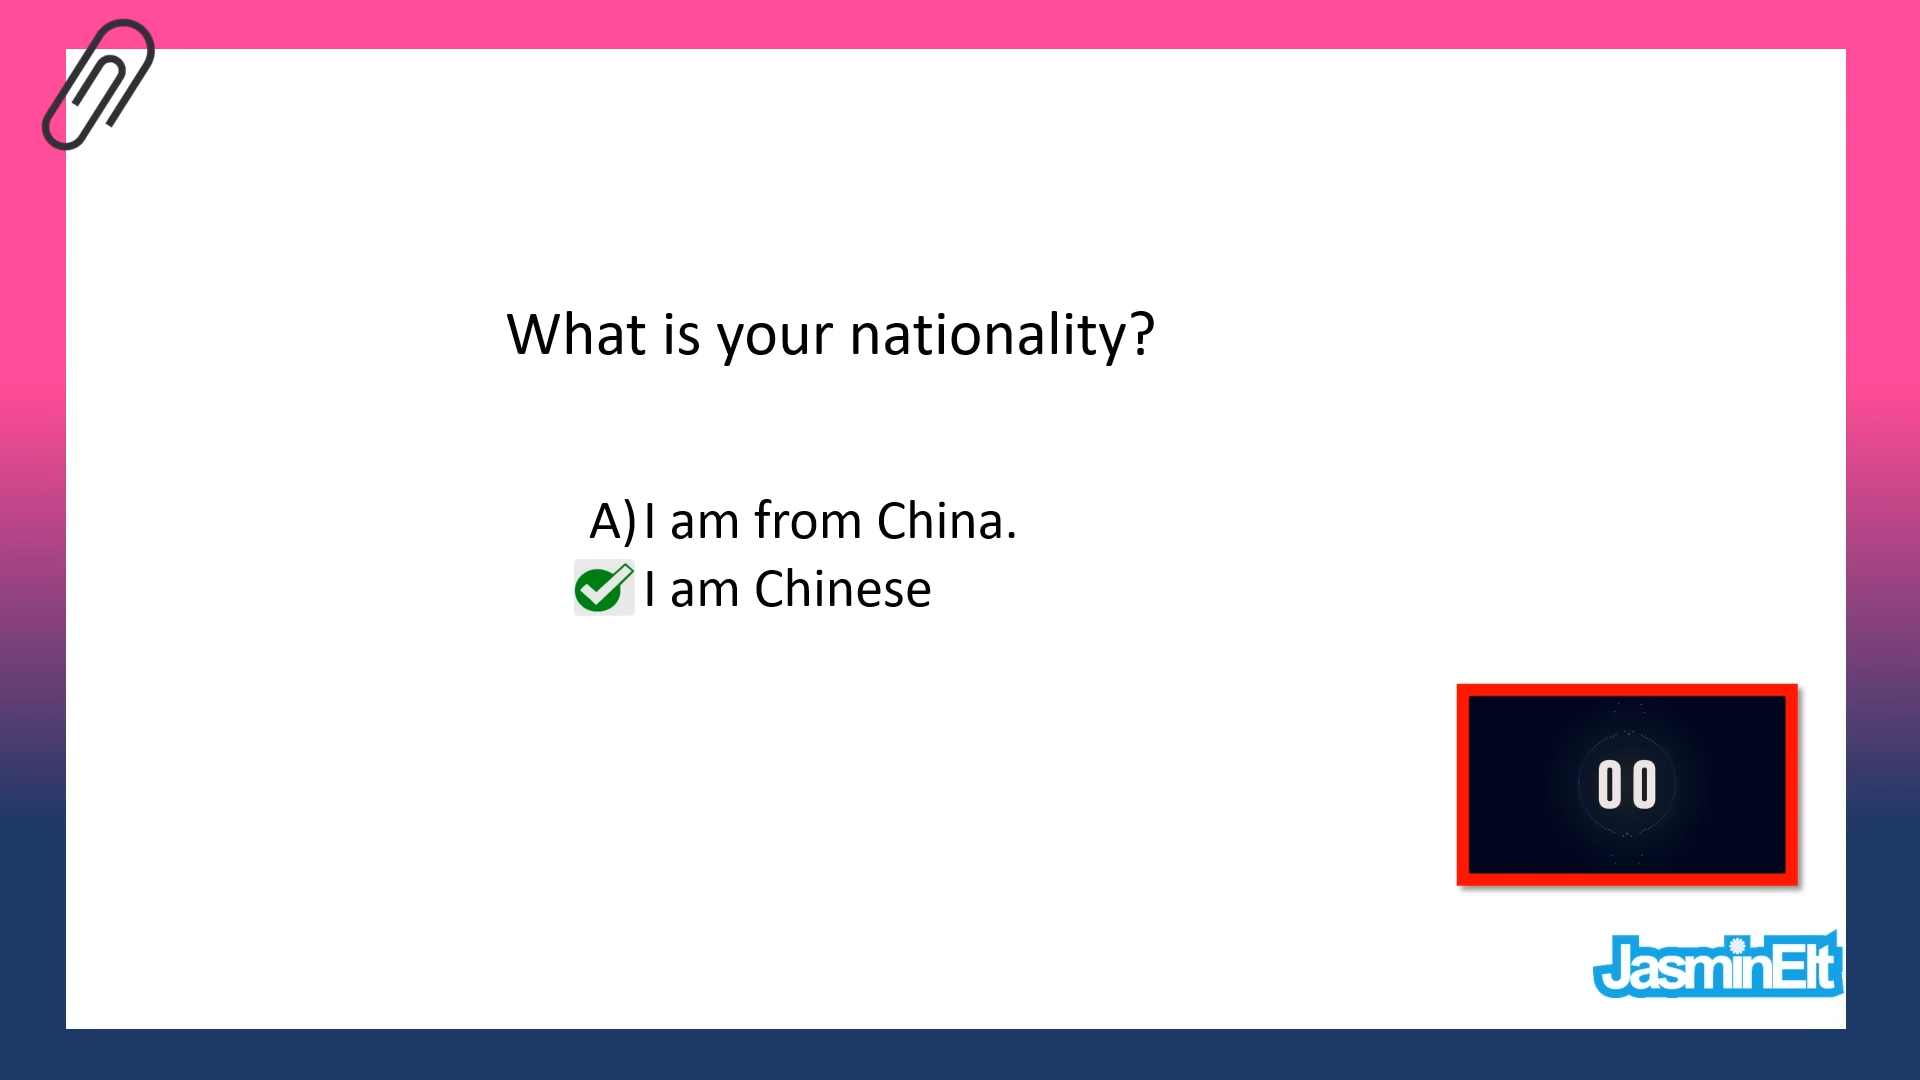 What is your nationality?
A) I am from China.
I am Chinese
00
JasminElt